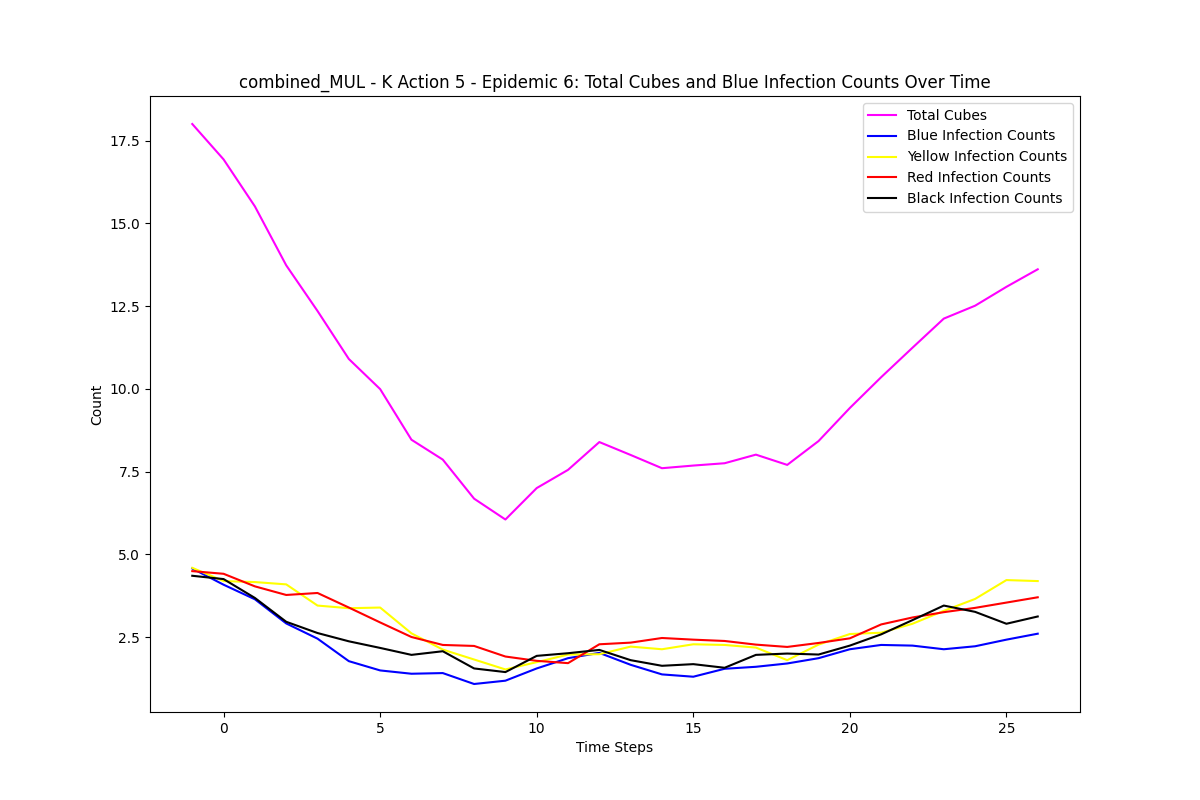 combined_MUL - K Action 5 - Epidemic 6: Total Cubes and Blue Infection Counts Over Time
Total Cubes
Blue Infection Counts
Yellow Infection Counts
Red Infection Counts
Black Infection Counts
17.5
15.0
12.5
10.0
7.5
5.0
2.5
Count
0 5 10 15 20 25
Time Steps